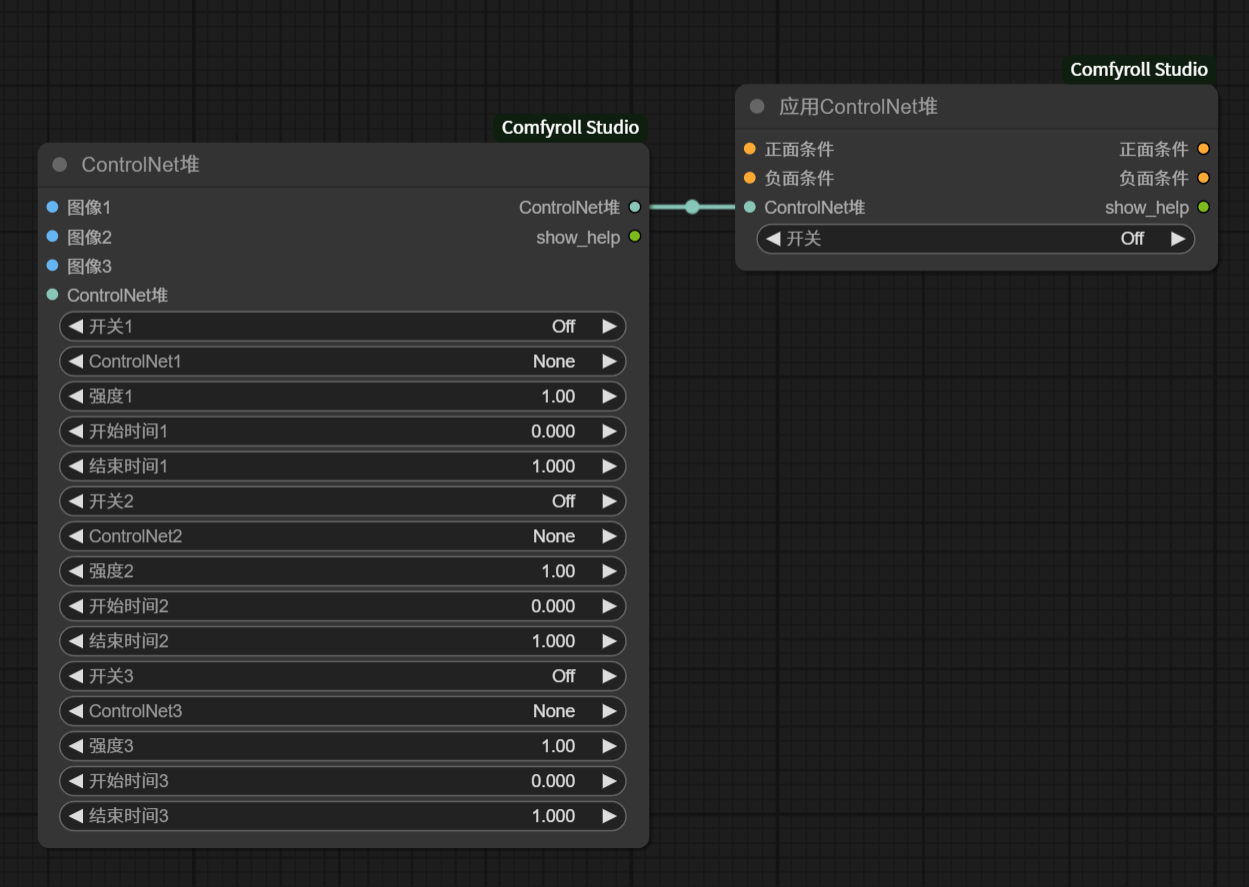 Comfyroll Studio
ControlNet堆
图像1 ControlNet堆
图像2 show_help
图像3
ControlNet堆
开关1 Off
ControlNet1 None
强度1 1.00
开始时间1 0.000
结束时间1 1.000
开关2 Off
ControlNet2 None
强度2 1.00
开始时间2 0.000
结束时间2 1.000
开关3 Off
ControlNet3 None
强度3 1.00
开始时间3 0.000
结束时间3 1.000
Comfyroll Studio
应用ControlNet堆
正面条件 正面条件
负面条件 负面条件
ControlNet堆 show_help
开关 Off